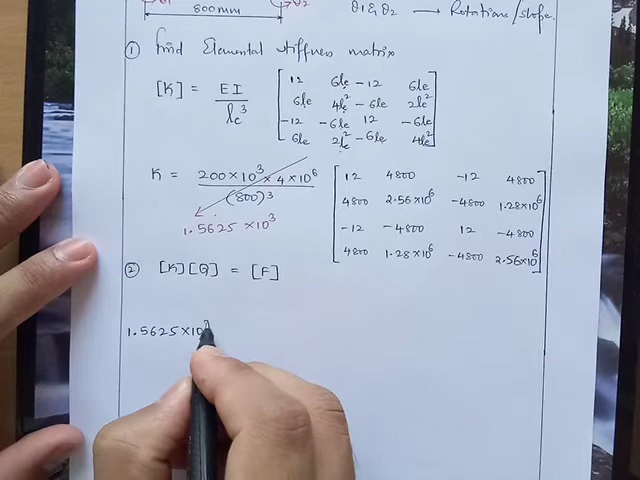 θ1 θ2
800mm θ1 & θ2 → Rotations/slope.
① Find Elemental stiffness matrix
[K] = EI / le³ [ 12 6le -12 6le
6le 4le² -6le 2le²
-12 -6le 12 -6le
6le 2le² -6le 4le² ]
K = 200×10³ × 4×10⁶ / (800)³ [ 12 4800 -12 4800
4800 2.56×10⁶ -4800 1.28×10⁶
-12 -4800 12 -4800
4800 1.28×10⁶ -4800 2.56×10⁶ ]
1.5625 ×10³
② [K][Q] = [F]
1.5625×10